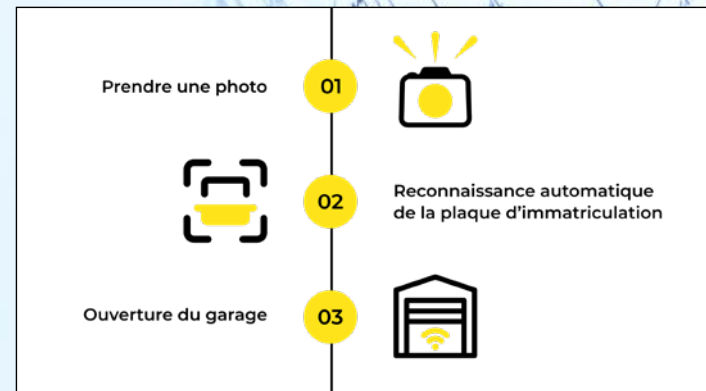 Prendre une photo
01
02
Reconnaissance automatique
de la plaque d'immatriculation
Ouverture du garage
03